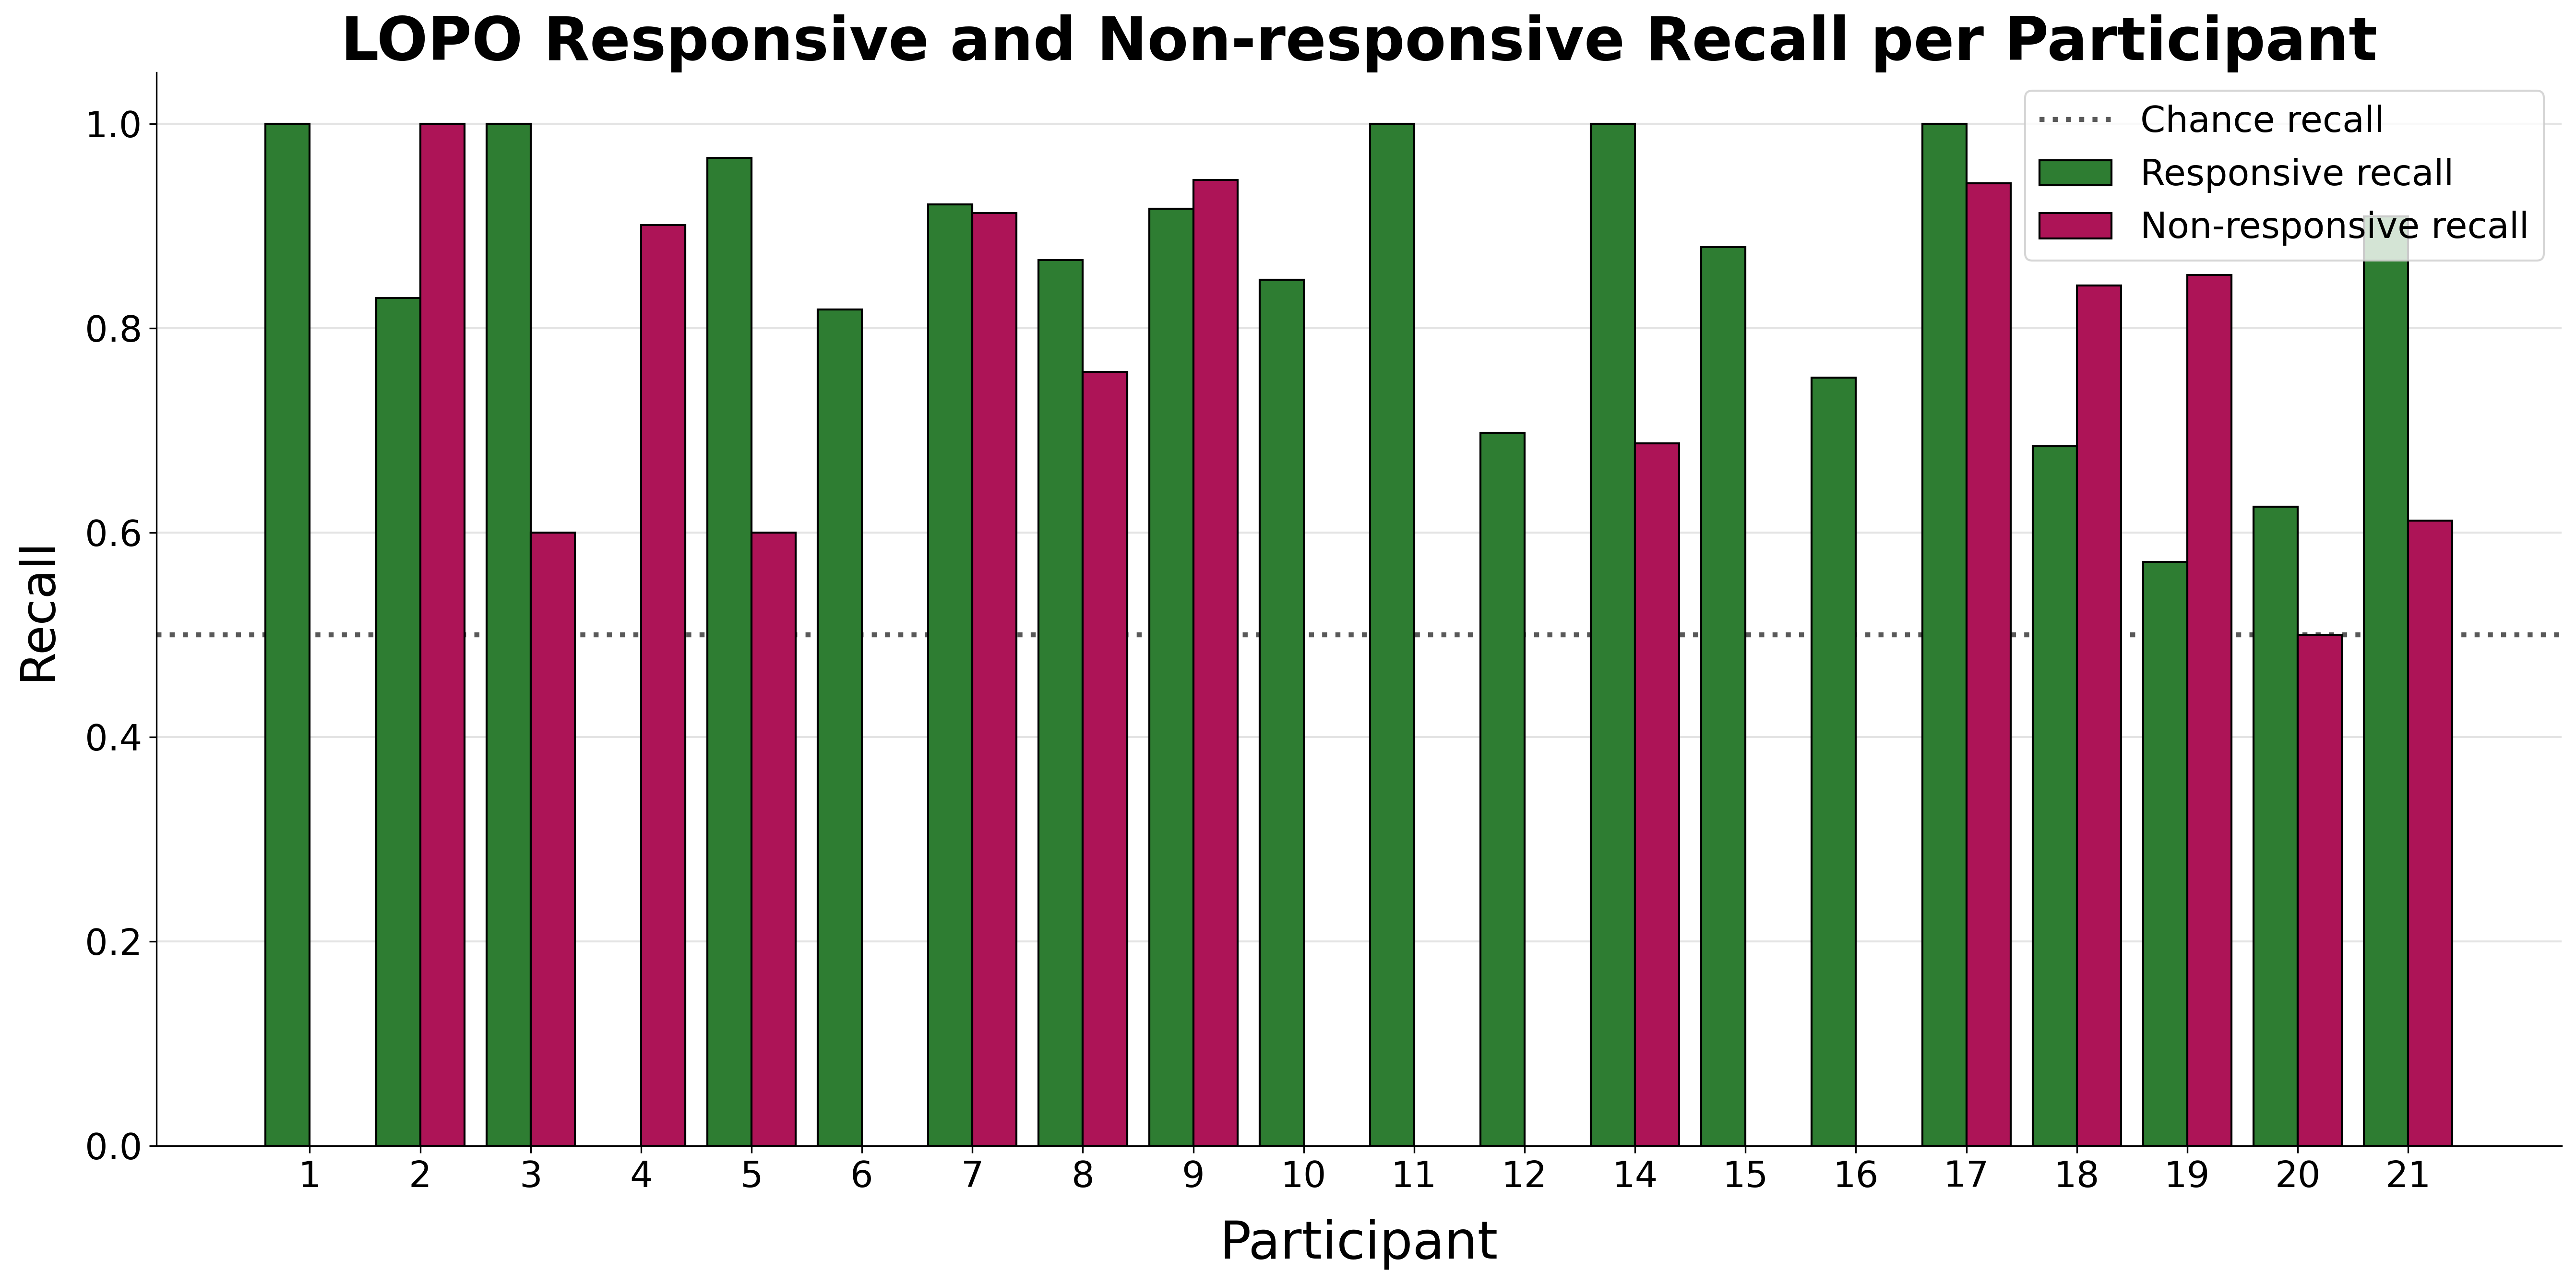 LOPO Responsive and Non-responsive Recall per Participant
Chance recall
Responsive recall
Non-responsive recall
1.0
0.8
0.6
0.4
0.2
0.0
Recall
1 2 3 4 5 6 7 8 9 10 11 12 14 15 16 17 18 19 20 21
Participant